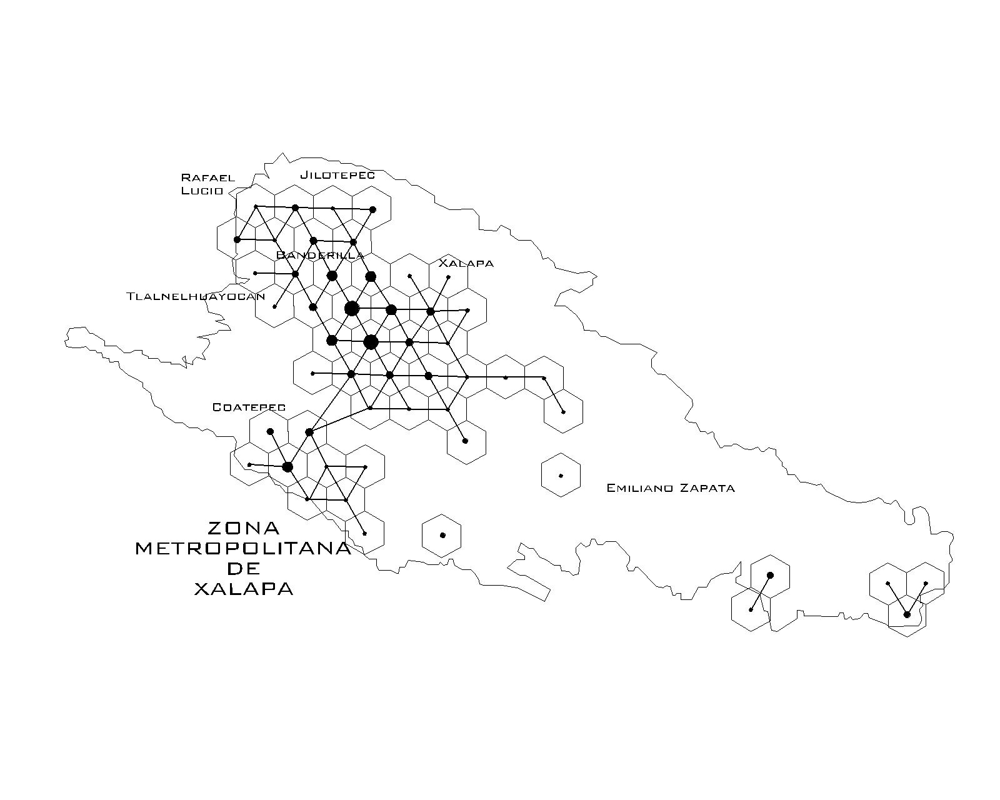 Rafael
Lucio
Jilotepec
Banderilla
Xalapa
Tlalnelhuayocan
Coatepec
Emiliano Zapata
ZONA
METROPOLITANA
DE
XALAPA